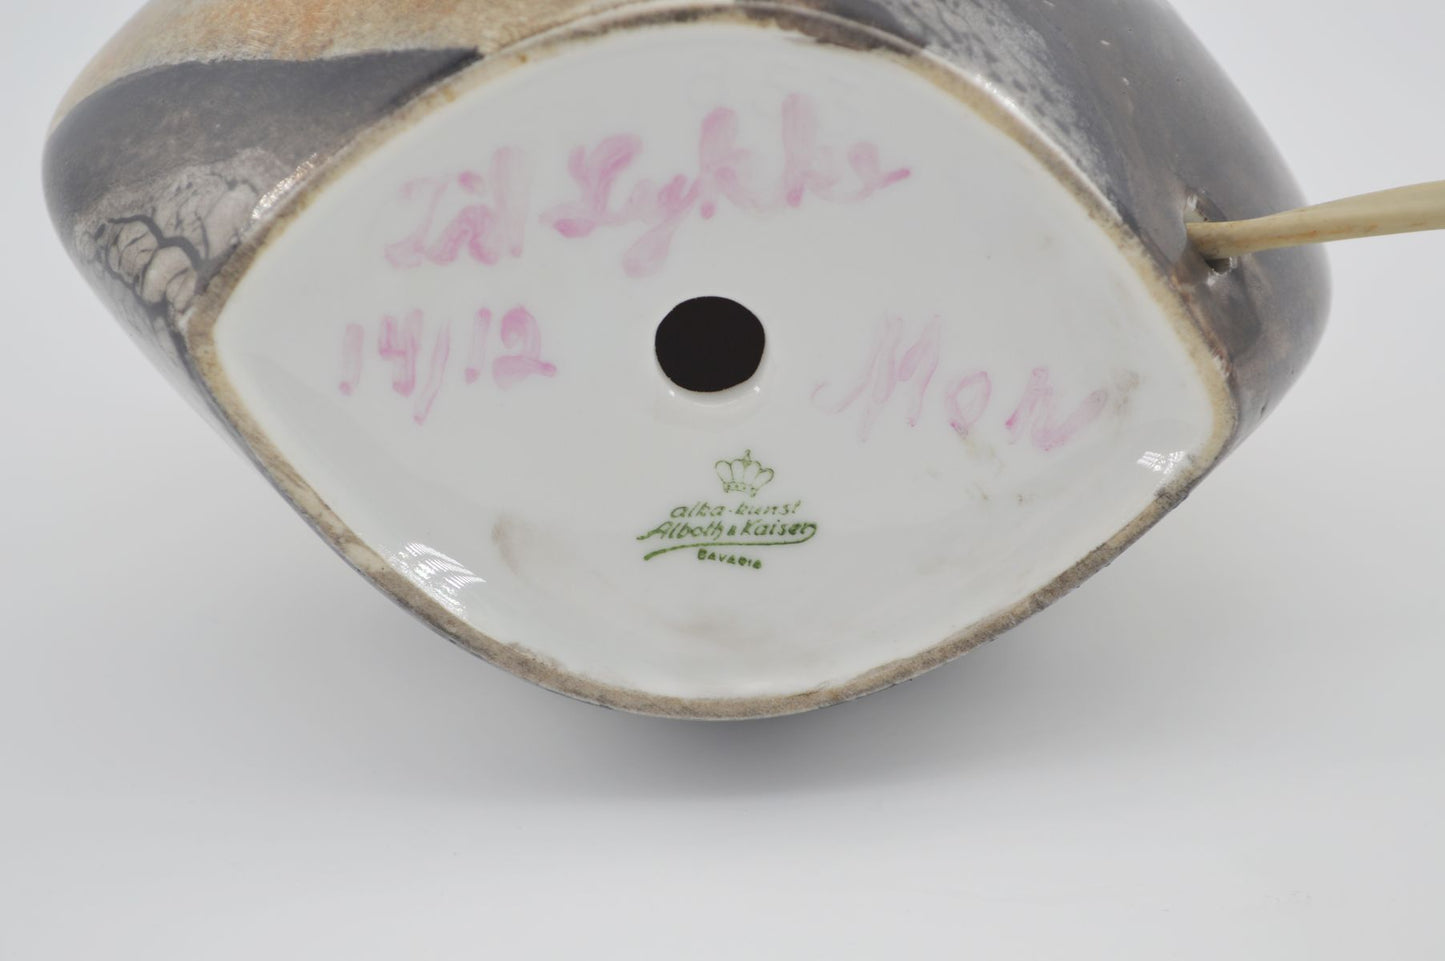 Til Lykke
14/12
Mor
alka-kunst
Alboth & Kaiser
BAVARIA